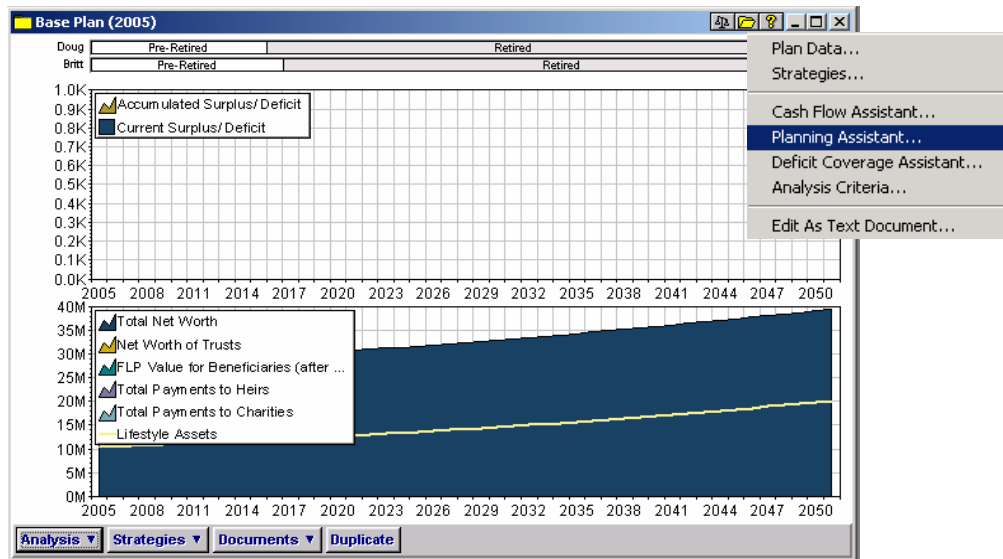 Base Plan (2005)
Doug Pre-Retired Retired
Britt Pre-Retired Retired
Plan Data...
Strategies...
Cash Flow Assistant...
Planning Assistant...
Deficit Coverage Assistant...
Analysis Criteria...
Edit As Text Document...
1.0K
0.9K
0.8K
0.7K
0.6K
0.5K
0.4K
0.3K
0.2K
0.1K
0.0K
Accumulated Surplus/Deficit
Current Surplus/Deficit
2005 2008 2011 2014 2017 2020 2023 2026 2029 2032 2035 2038 2041 2044 2047 2050
40M
35M
30M
25M
20M
15M
10M
5M
0M
Total Net Worth
Net Worth of Trusts
FLP Value for Beneficiaries (after ...
Total Payments to Heirs
Total Payments to Charities
Lifestyle Assets
2005 2008 2011 2014 2017 2020 2023 2026 2029 2032 2035 2038 2041 2044 2047 2050
Analysis ▼ Strategies ▼ Documents ▼ Duplicate